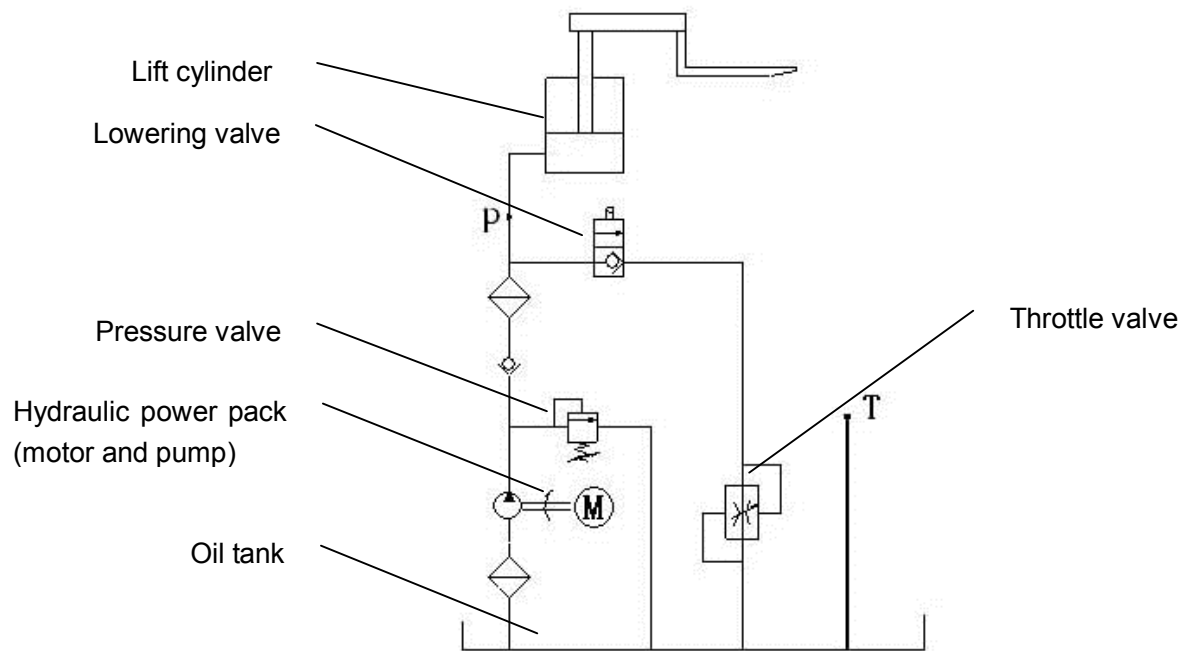 Lift cylinder
Lowering valve
p
Pressure valve
Throttle valve
Hydraulic power pack
(motor and pump)
T
M
Oil tank